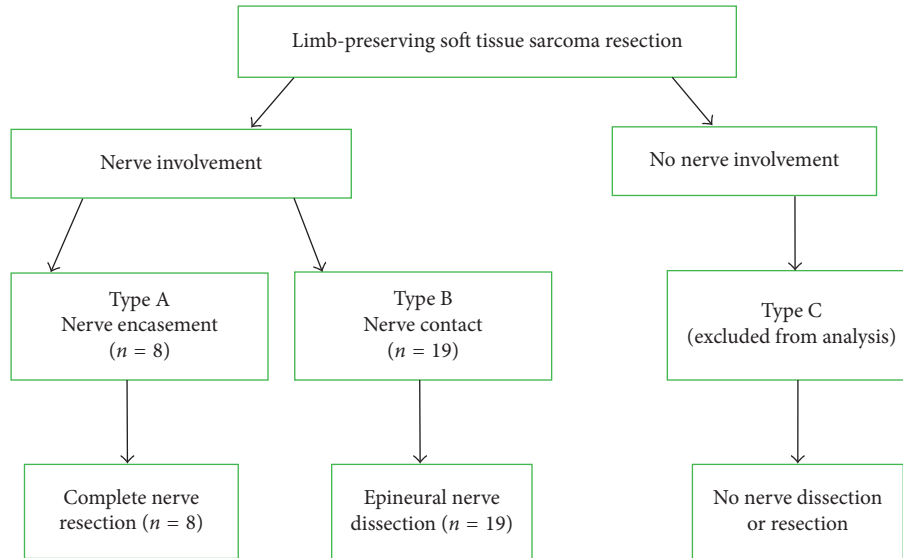 Limb-preserving soft tissue sarcoma resection
Nerve involvement
No nerve involvement
Type A
Nerve encasement
(n = 8)
Type B
Nerve contact
(n = 19)
Type C
(excluded from analysis)
Complete nerve
resection (n = 8)
Epineural nerve
dissection (n = 19)
No nerve dissection
or resection